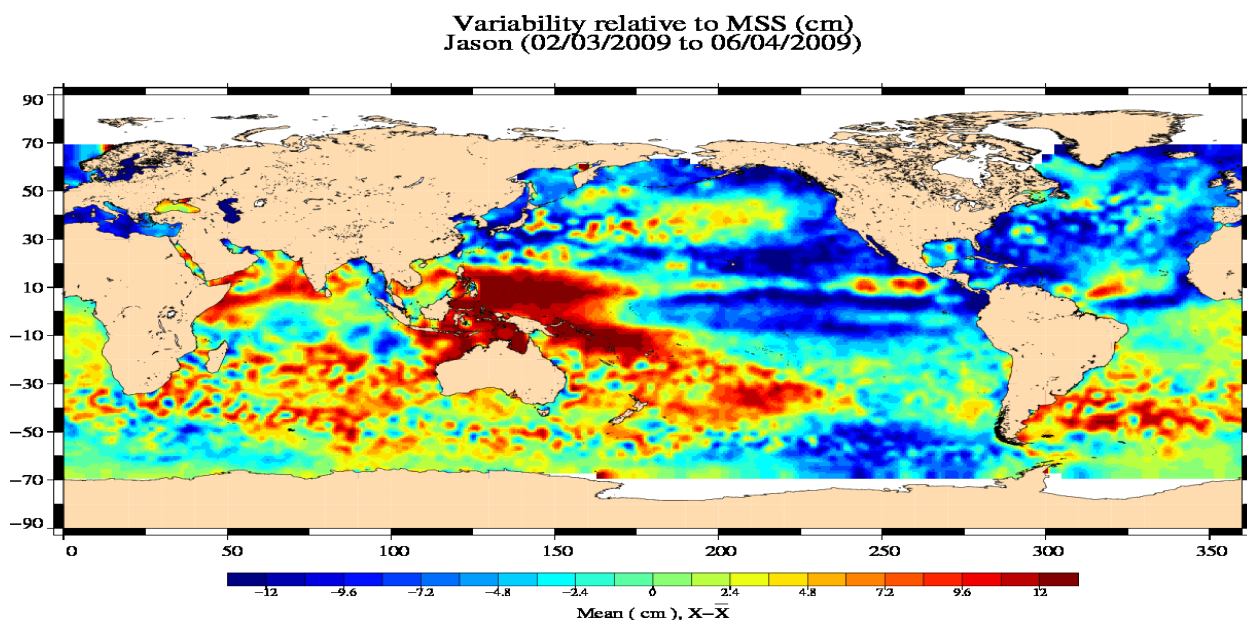 Variability relative to MSS (cm)
Jason (02/03/2009 to 06/04/2009)
90
70
50
30
10
−10
−30
−50
−70
−90
0 50 100 150 200 250 300 350
−12 −9.6 −7.2 −4.8 −2.4 0 2.4 4.8 7.2 9.6 12
Mean ( cm ), X−X̄